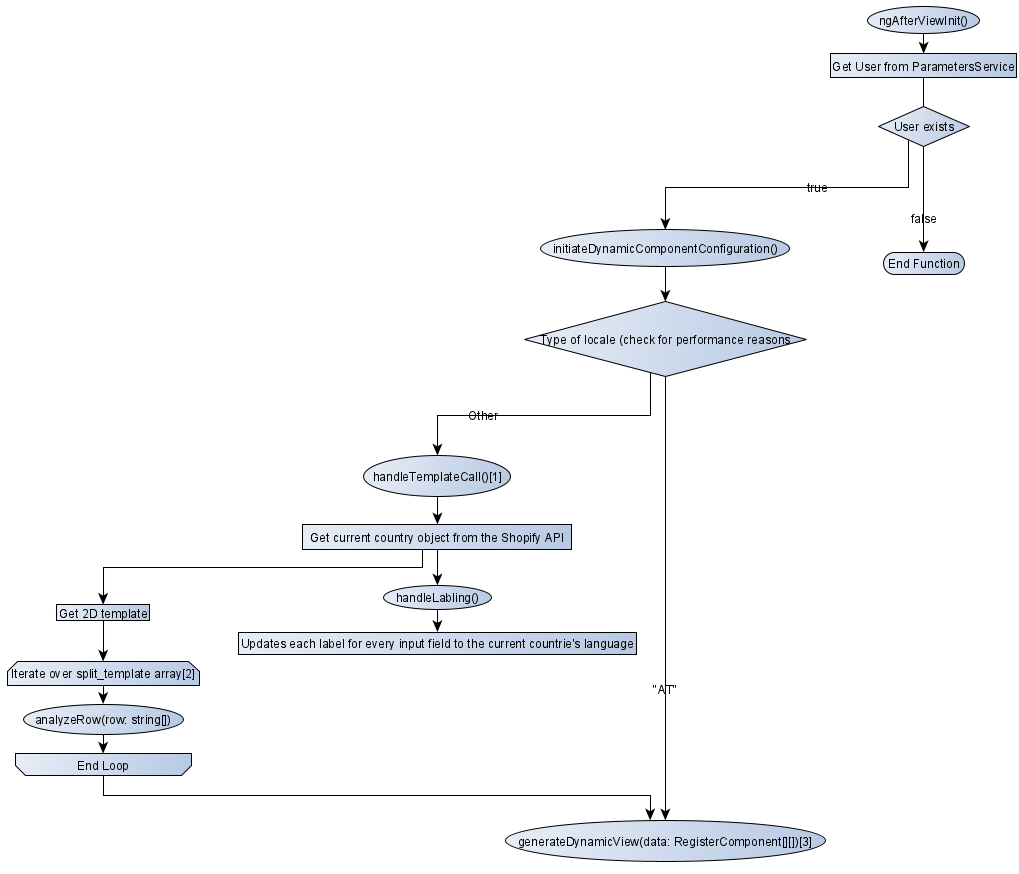 ngAfterViewInit()
Get User from ParametersService
User exists
true
false
initiateDynamicComponentConfiguration()
End Function
Type of locale (check for performance reasons
Other
handleTemplateCall()[1]
Get current country object from the Shopify API
handleLabling()
Get 2D template
Updates each label for every input field to the current countrie's language
Iterate over split_template array[2]
"AT"
analyzeRow(row: string[])
End Loop
generateDynamicView(data: RegisterComponent[][])[3]